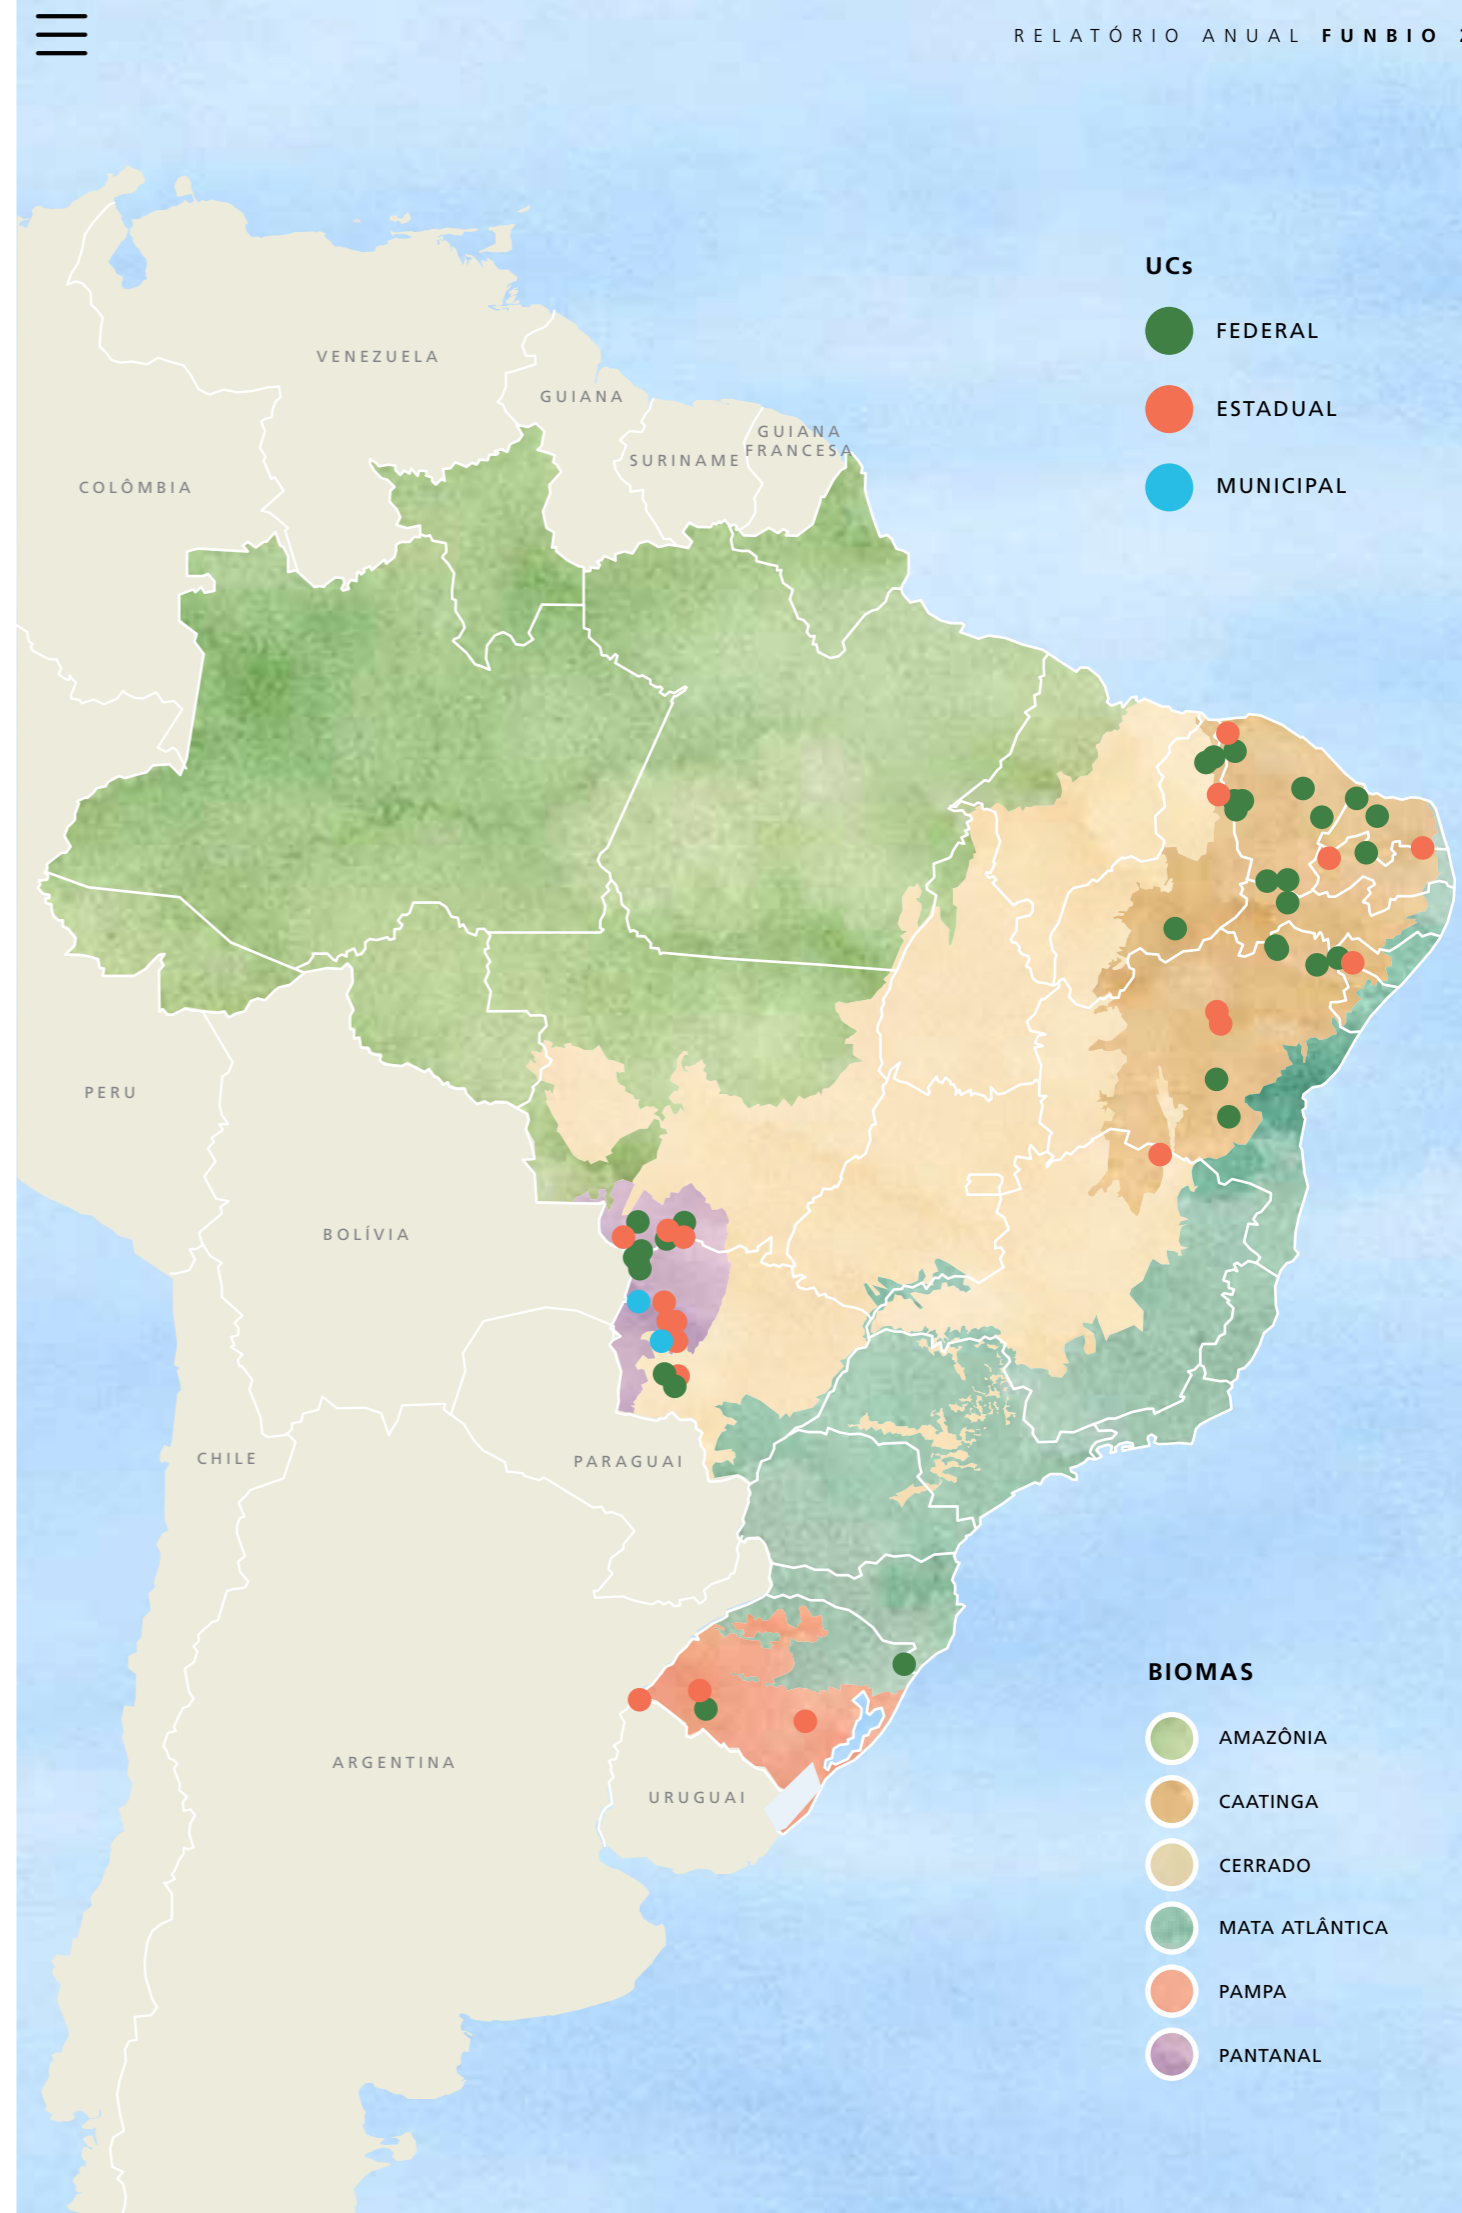 RELATÓRIO ANUAL FUNBIO
UCs
FEDERAL
ESTADUAL
MUNICIPAL
VENEZUELA
GUIANA
GUIANA
FRANCESA
SURINAME
COLÔMBIA
PERU
BOLÍVIA
CHILE
PARAGUAI
ARGENTINA
URUGUAI
BIOMAS
AMAZÔNIA
CAATINGA
CERRADO
MATA ATLÂNTICA
PAMPA
PANTANAL